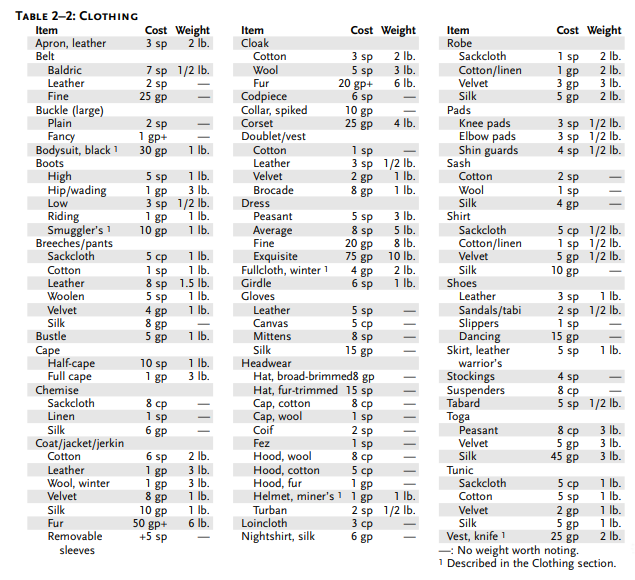 TABLE 2–2: CLOTHING
Item Cost Weight
Apron, leather 3 sp 2 lb.
Belt
Baldric 7 sp 1/2 lb.
Leather 2 sp —
Fine 25 gp —
Buckle (large)
Plain 2 sp —
Fancy 1 gp+ —
Bodysuit, black 1 30 gp 1 lb.
Boots
High 5 sp 1 lb.
Hip/wading 1 gp 3 lb.
Low 3 sp 1/2 lb.
Riding 1 gp 1 lb.
Smuggler's 1 10 gp 1 lb.
Breeches/pants
Sackcloth 5 cp 1 lb.
Cotton 1 sp 1 lb.
Leather 8 sp 1.5 lb.
Woolen 5 sp 1 lb.
Velvet 4 gp 1 lb.
Silk 8 gp —
Bustle 5 gp 1 lb.
Cape
Half-cape 10 sp 1 lb.
Full cape 1 gp 3 lb.
Chemise
Sackcloth 8 cp —
Linen 1 sp —
Silk 6 gp —
Coat/jacket/jerkin
Cotton 6 sp 2 lb.
Leather 1 gp 3 lb.
Wool, winter 1 gp 3 lb.
Velvet 8 gp 1 lb.
Silk 10 gp 1 lb.
Fur 50 gp+ 6 lb.
Removable +5 sp —
sleeves
Item Cost Weight
Cloak
Cotton 3 sp 2 lb.
Wool 5 sp 3 lb.
Fur 20 gp+ 6 lb.
Codpiece 6 sp —
Collar, spiked 10 gp —
Corset 25 gp 4 lb.
Doublet/vest
Cotton 1 sp —
Leather 3 sp 1/2 lb.
Velvet 2 gp 1 lb.
Brocade 8 gp 1 lb.
Dress
Peasant 5 sp 3 lb.
Average 8 sp 5 lb.
Fine 20 gp 8 lb.
Exquisite 75 gp 10 lb.
Fullcloth, winter 1 4 gp 2 lb.
Girdle 6 sp 1 lb.
Gloves
Leather 5 sp —
Canvas 5 cp —
Mittens 8 sp —
Silk 15 gp —
Headwear
Hat, broad-brimmed8 gp —
Hat, fur-trimmed 15 sp —
Cap, cotton 8 cp —
Cap, wool 1 sp —
Coif 2 sp —
Fez 1 sp —
Hood, wool 8 cp —
Hood, cotton 5 cp —
Hood, fur 1 gp —
Helmet, miner's 1 1 gp 1 lb.
Turban 2 sp 1/2 lb.
Loincloth 3 cp —
Nightshirt, silk 6 gp —
Item Cost Weight
Robe
Sackcloth 1 sp 2 lb.
Cotton/linen 1 gp 2 lb.
Velvet 3 gp 3 lb.
Silk 5 gp 2 lb.
Pads
Knee pads 3 sp 1/2 lb.
Elbow pads 3 sp 1/2 lb.
Shin guards 4 sp 1/2 lb.
Sash
Cotton 2 sp —
Wool 1 sp —
Silk 4 gp —
Shirt
Sackcloth 5 cp 1/2 lb.
Cotton/linen 1 sp 1/2 lb.
Velvet 5 gp 1/2 lb.
Silk 10 gp —
Shoes
Leather 3 sp 1 lb.
Sandals/tabi 2 sp 1/2 lb.
Slippers 1 sp —
Dancing 15 gp —
Skirt, leather 5 sp 1 lb.
warrior's
Stockings 4 sp —
Suspenders 8 cp —
Tabard 5 sp 1/2 lb.
Toga
Peasant 8 cp 3 lb.
Velvet 5 gp 3 lb.
Silk 45 gp 3 lb.
Tunic
Sackcloth 5 cp 1 lb.
Cotton 5 sp 1 lb.
Velvet 2 gp 1 lb.
Silk 5 gp 1 lb.
Vest, knife 1 25 gp 2 lb.
—: No weight worth noting.
1 Described in the Clothing section.